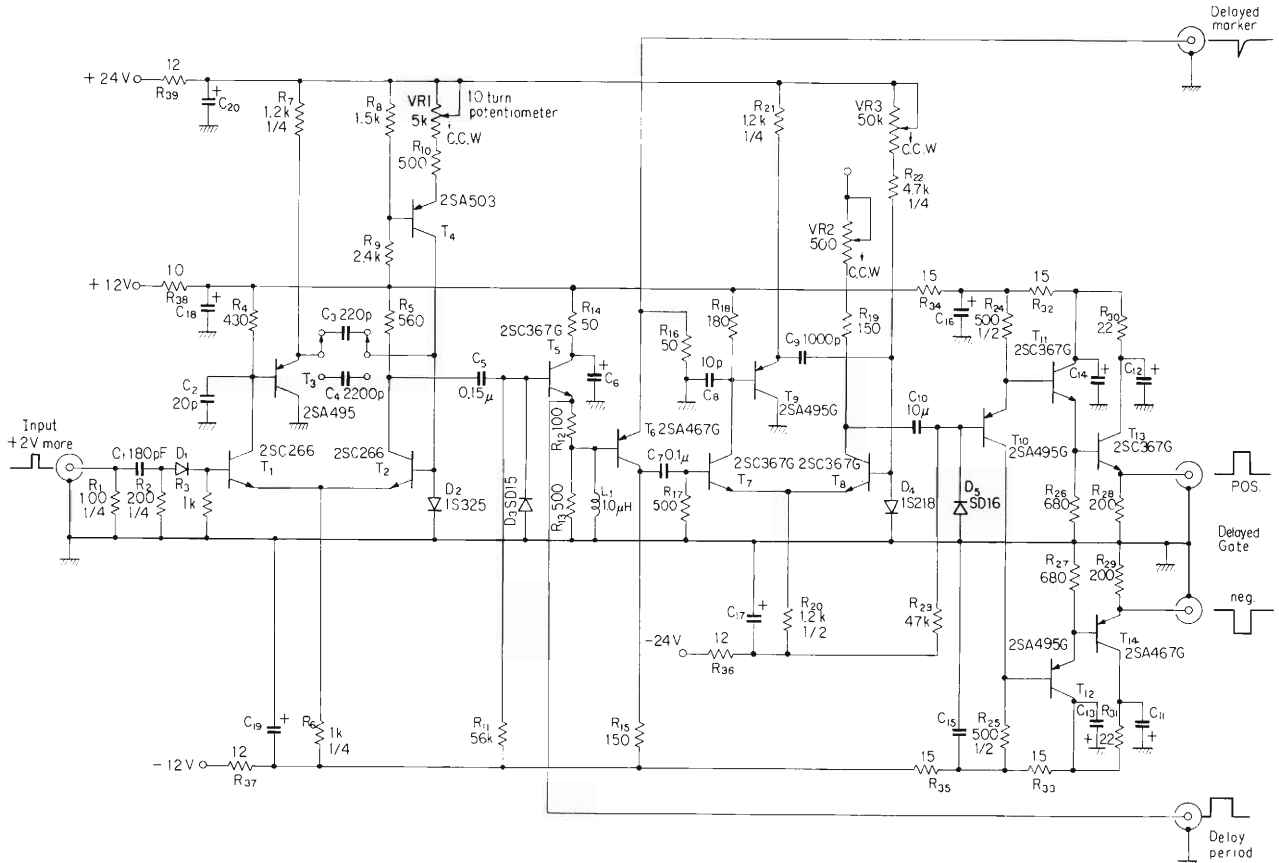 Delayed
marker
12
+24V
R39
C20
R7
1.2k
1/4
R8
1.5k
VR1
5k
10 turn
potentiometer
C.C.W
R10
500
R21
1.2k
1/4
VR3
50k
C.C.W
R22
4.7k
1/4
2SA503
T4
R9
2.4k
VR2
500
C.C.W
10
+12V
R38
C18
R4
430
C3 220p
R5
560
R14
50
2SC367G
T5
C6
R16
50
R18
180
C9 1000p
R19
150
15
R34
C16
R24
500
1/2
15
R32
T11
2SC367G
R30
22
C14
C12
C2
20p
T3
C4 2200p
2SA495
C5
0.15μ
10p
C8
T9
2SA495G
C10
10μ
Input
+2V more
C1 180pF
D1
2SC266
T1
2SC266
T2
R12 100
T6 2SA467G
C7 0.1μ
2SC367G
T7
2SC367G
T8
T10
2SA495G
T13
2SC367G
R1
100
1/4
R2
200
1/4
R3
1k
D2
1S325
D3 SD15
R13 500
L1
1.0μH
R17
500
D4
1S218
D5
SD16
R26
680
R28
200
POS.
Delayed
Gate
R27
680
R29
200
neg.
C17
R20
1.2k
1/2
R23
47k
-24V
12
R36
2SA495G
T14
2SA467G
T12
C19
R6
1k
1/4
R11
56k
R15
150
C15
R25
500
1/2
C13
R31
22
C11
-12V
12
R37
15
R35
15
R33
Deloy
period